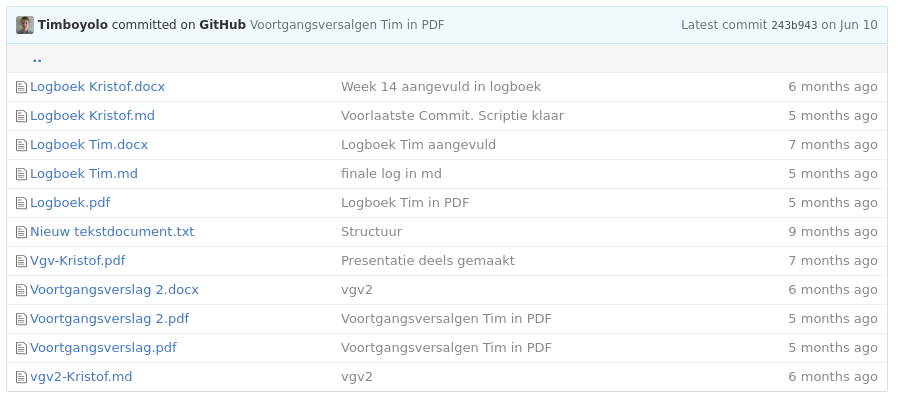 Timboyolo committed on GitHub Voortgangsversalgen Tim in PDF Latest commit 243b943 on Jun 10
..
Logboek Kristof.docx Week 14 aangevuld in logboek 6 months ago
Logboek Kristof.md Voorlaatste Commit. Scriptie klaar 5 months ago
Logboek Tim.docx Logboek Tim aangevuld 7 months ago
Logboek Tim.md finale log in md 5 months ago
Logboek.pdf Logboek Tim in PDF 5 months ago
Nieuw tekstdocument.txt Structuur 9 months ago
Vgv-Kristof.pdf Presentatie deels gemaakt 7 months ago
Voortgangsverslag 2.docx vgv2 6 months ago
Voortgangsverslag 2.pdf Voortgangsversalgen Tim in PDF 5 months ago
Voortgangsverslag.pdf Voortgangsversalgen Tim in PDF 5 months ago
vgv2-Kristof.md vgv2 6 months ago